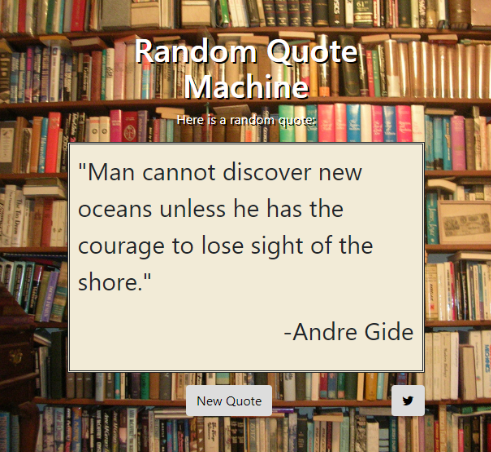 Random Quote
Machine
Here is a random quote:
"Man cannot discover new
oceans unless he has the
courage to lose sight of the
shore."
-Andre Gide
New Quote